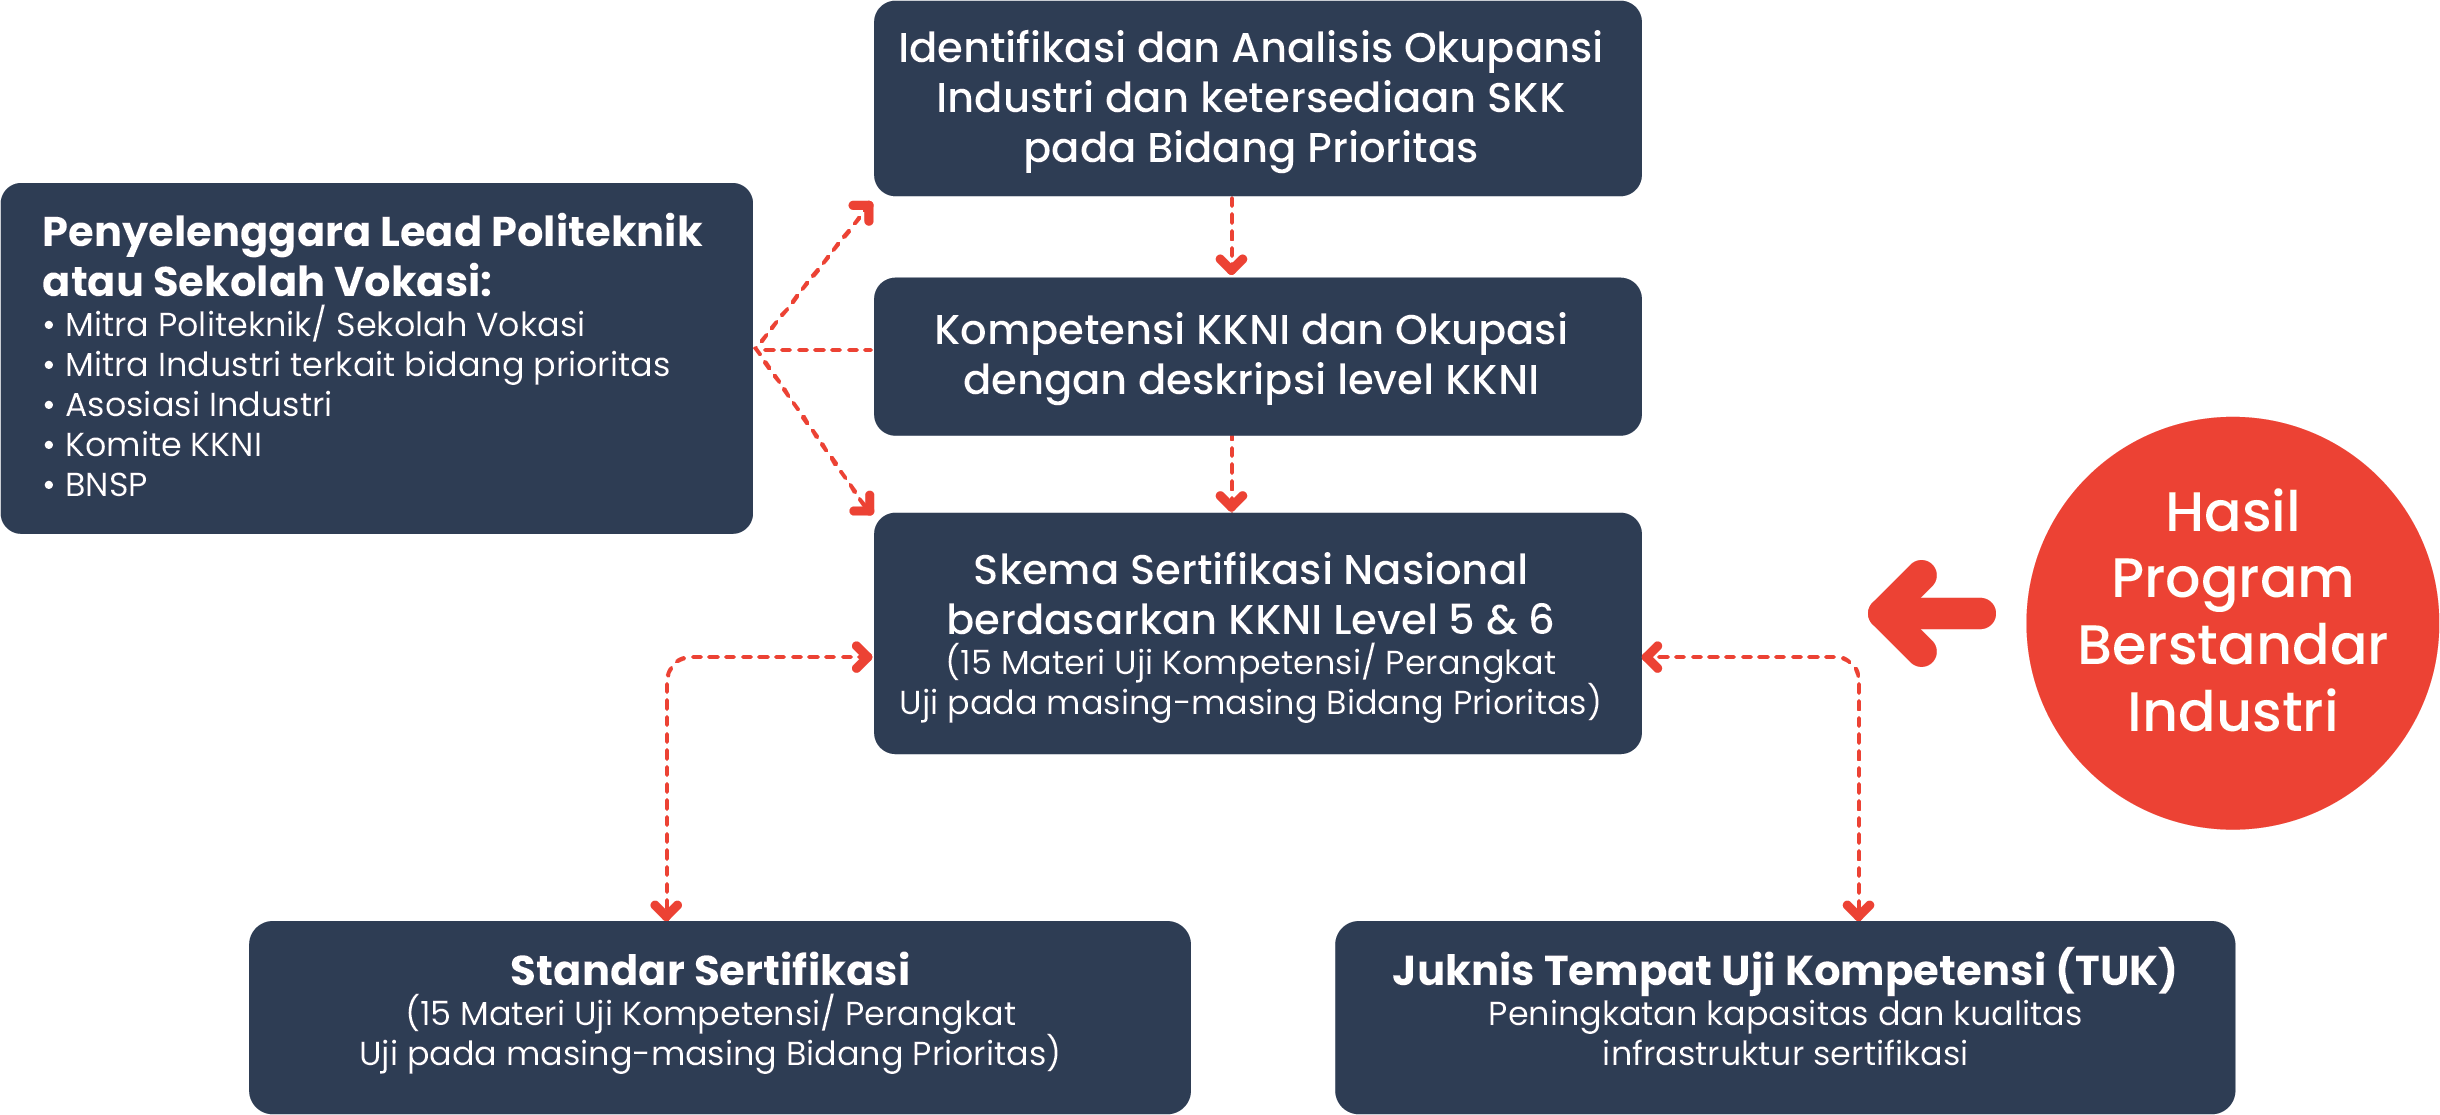 Identifikasi dan Analisis Okupansi
Industri dan ketersediaan SKK
pada Bidang Prioritas
Penyelenggara Lead Politeknik
atau Sekolah Vokasi:
• Mitra Politeknik/ Sekolah Vokasi
• Mitra Industri terkait bidang prioritas
• Asosiasi Industri
• Komite KKNI
• BNSP
Kompetensi KKNI dan Okupasi
dengan deskripsi level KKNI
Skema Sertifikasi Nasional
berdasarkan KKNI Level 5 & 6
(15 Materi Uji Kompetensi/ Perangkat
Uji pada masing-masing Bidang Prioritas)
Hasil
Program
Berstandar
Industri
Standar Sertifikasi
(15 Materi Uji Kompetensi/ Perangkat
Uji pada masing-masing Bidang Prioritas)
Juknis Tempat Uji Kompetensi (TUK)
Peningkatan kapasitas dan kualitas
infrastruktur sertifikasi